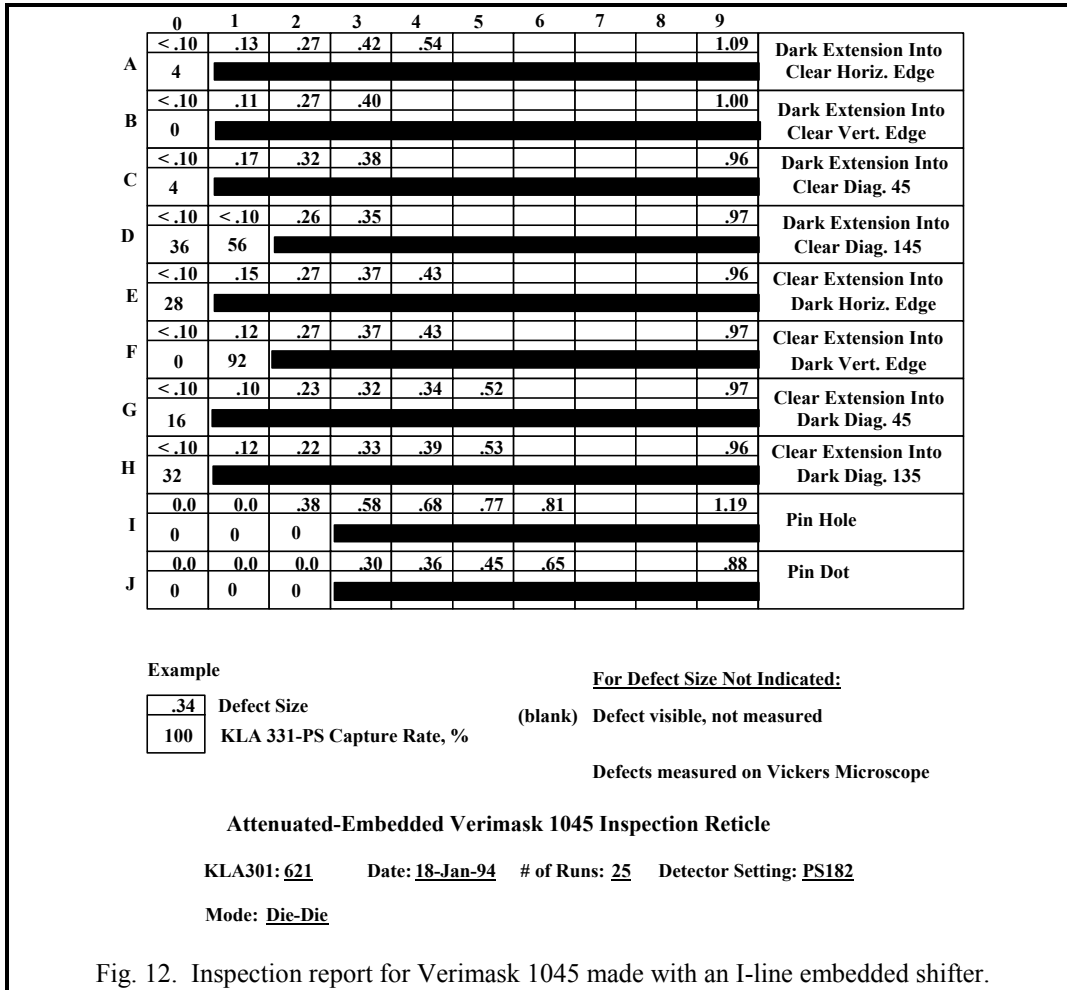 0 1 2 3 4 5 6 7 8 9
A < .10 .13 .27 .42 .54 1.09 Dark Extension Into
4 Clear Horiz. Edge
B < .10 .11 .27 .40 1.00 Dark Extension Into
0 Clear Vert. Edge
C < .10 .17 .32 .38 .96 Dark Extension Into
4 Clear Diag. 45
D < .10 < .10 .26 .35 .97 Dark Extension Into
36 56 Clear Diag. 145
E < .10 .15 .27 .37 .43 .96 Clear Extension Into
28 Dark Horiz. Edge
F < .10 .12 .27 .37 .43 .97 Clear Extension Into
0 92 Dark Vert. Edge
G < .10 .10 .23 .32 .34 .52 .97 Clear Extension Into
16 Dark Diag. 45
H < .10 .12 .22 .33 .39 .53 .96 Clear Extension Into
32 Dark Diag. 135
I 0.0 0.0 .38 .58 .68 .77 .81 1.19 Pin Hole
0 0 0
J 0.0 0.0 0.0 .30 .36 .45 .65 .88 Pin Dot
0 0 0
Example
For Defect Size Not Indicated:
.34 Defect Size
(blank) Defect visible, not measured
100 KLA 331-PS Capture Rate, %
Defects measured on Vickers Microscope
Attenuated-Embedded Verimask 1045 Inspection Reticle
KLA301: 621 Date: 18-Jan-94 # of Runs: 25 Detector Setting: PS182
Mode: Die-Die
Fig. 12. Inspection report for Verimask 1045 made with an I-line embedded shifter.